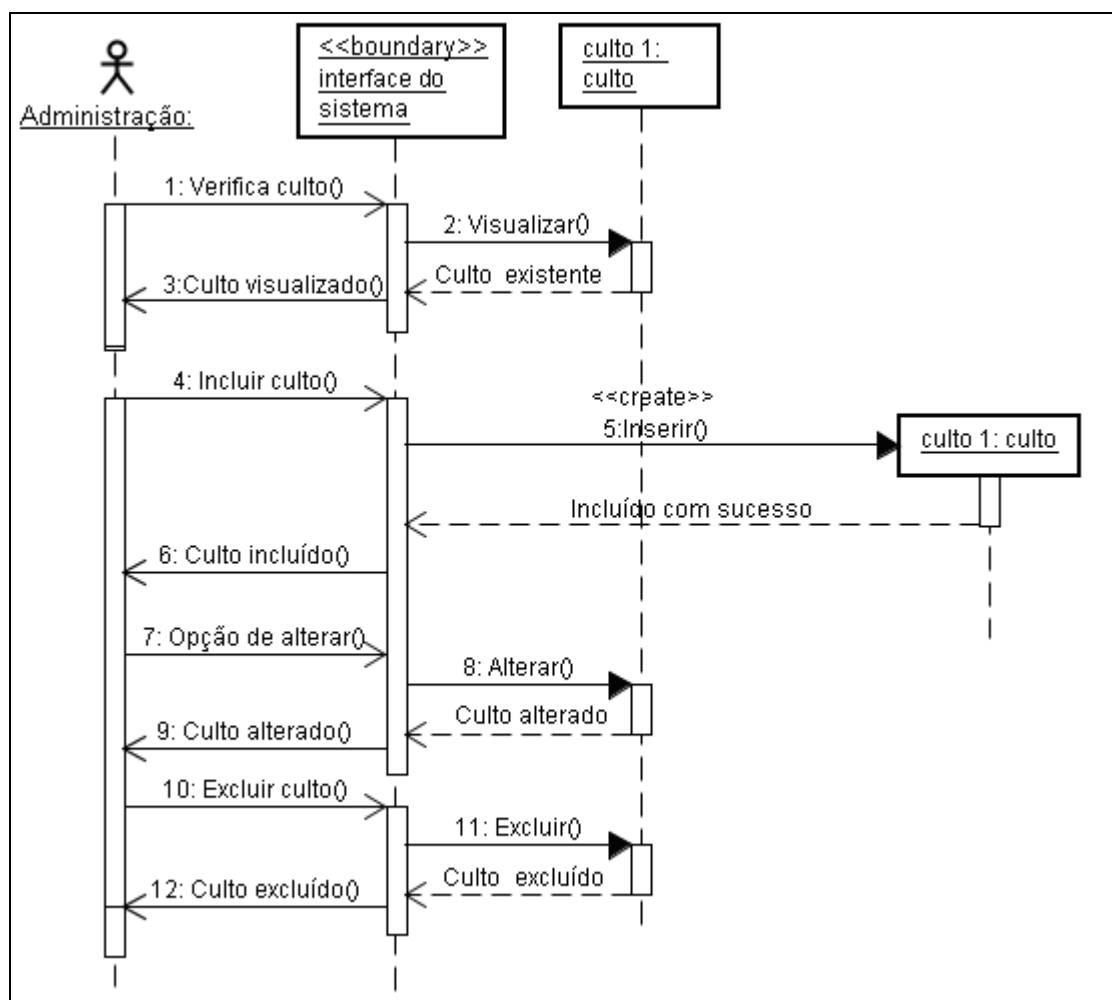 <<boundary>>
interface do
sistema
culto 1:
culto
Administração:
1: Verifica culto()
2: Visualizar()
Culto existente
3:Culto visualizado()
4: Incluir culto()
<<create>>
5:Inserir()
culto 1: culto
Incluído com sucesso
6: Culto incluído()
7: Opção de alterar()
8: Alterar()
Culto alterado
9: Culto alterado()
10: Excluir culto()
11: Excluir()
Culto excluído
12: Culto excluído()